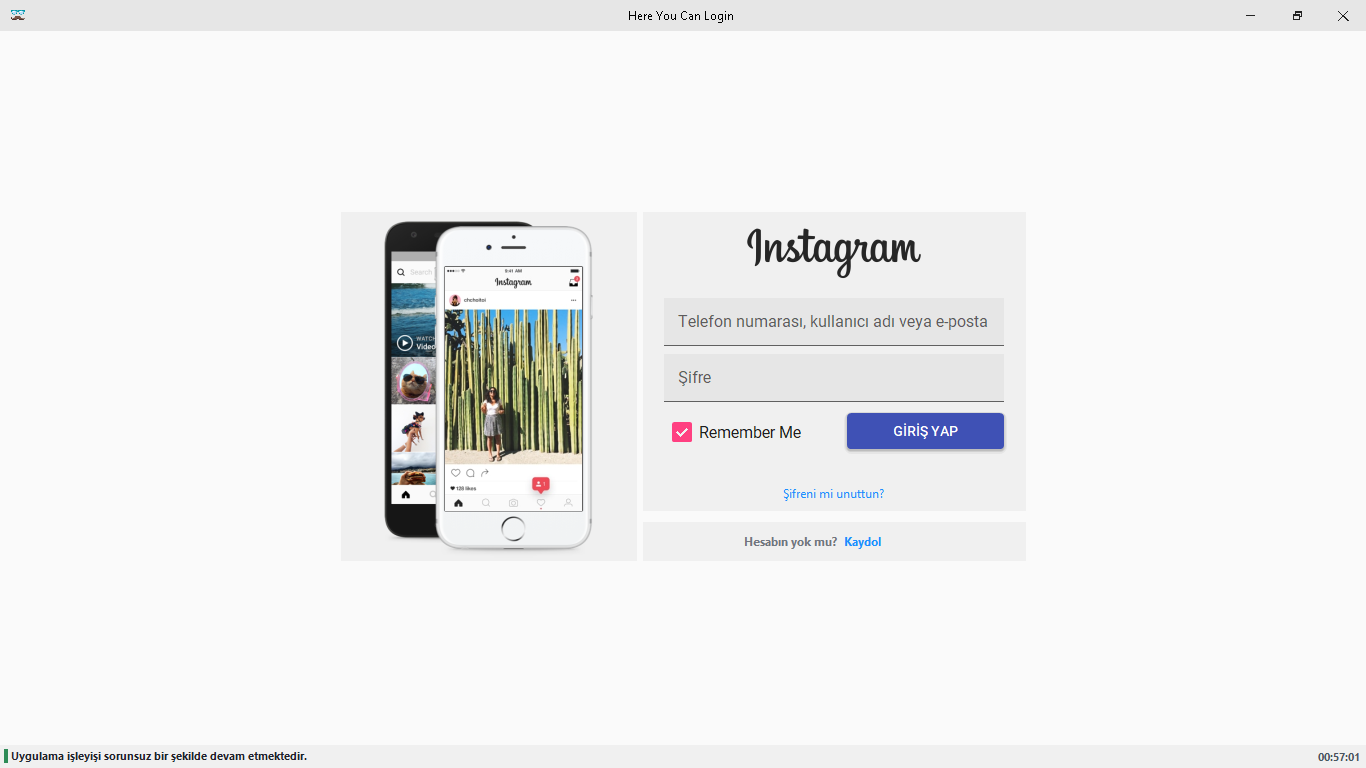 Here You Can Login
Search
WATCH
Video
9:41 AM
Instagram
chchoitoi
128 likes
1
Instagram
Telefon numarası, kullanıcı adı veya e-posta
Şifre
Remember Me
GİRİŞ YAP
Şifreni mi unuttun?
Hesabın yok mu? Kaydol
Uygulama işleyişi sorunsuz bir şekilde devam etmektedir.
00:57:01